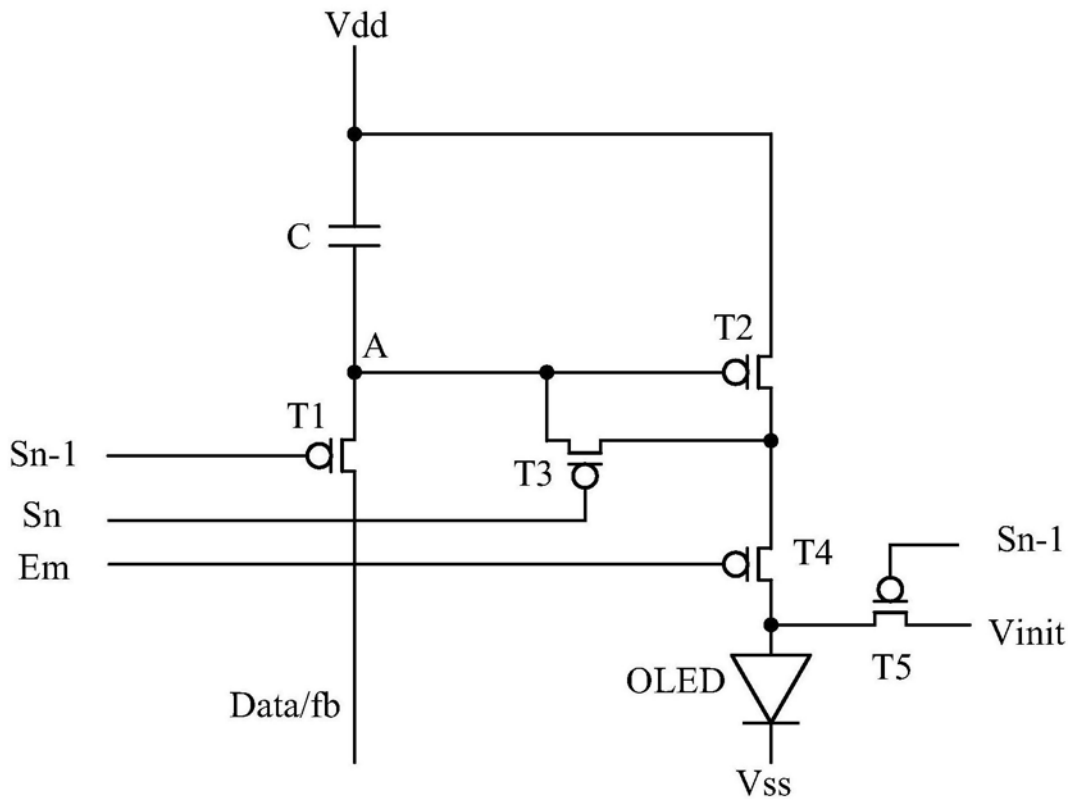 Vdd
C
A
T2
T1
Sn-1
T3
Sn
Em
T4
Sn-1
Vinit
T5
OLED
Data/fb
Vss